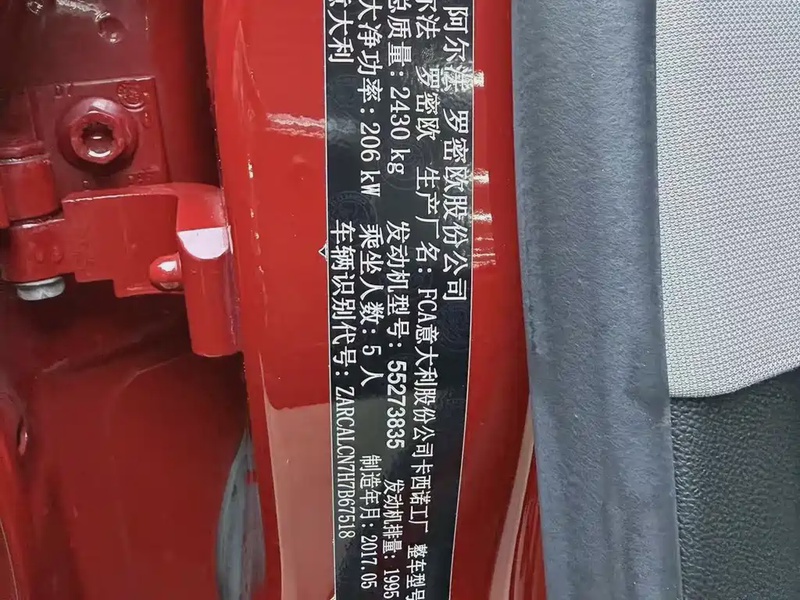 阿尔法 罗密欧股份公司
尔法 罗密欧 生产厂名: FCA意大利股份公司卡西诺工厂 整车型号
总质量: 2430 kg 发动机型号: 55273835 发动机排量: 1995
大净功率: 206 kW 乘坐人数: 5 人 制造年月: 2017.05
意大利 车辆识别代号: ZARCALCN7H7B67518